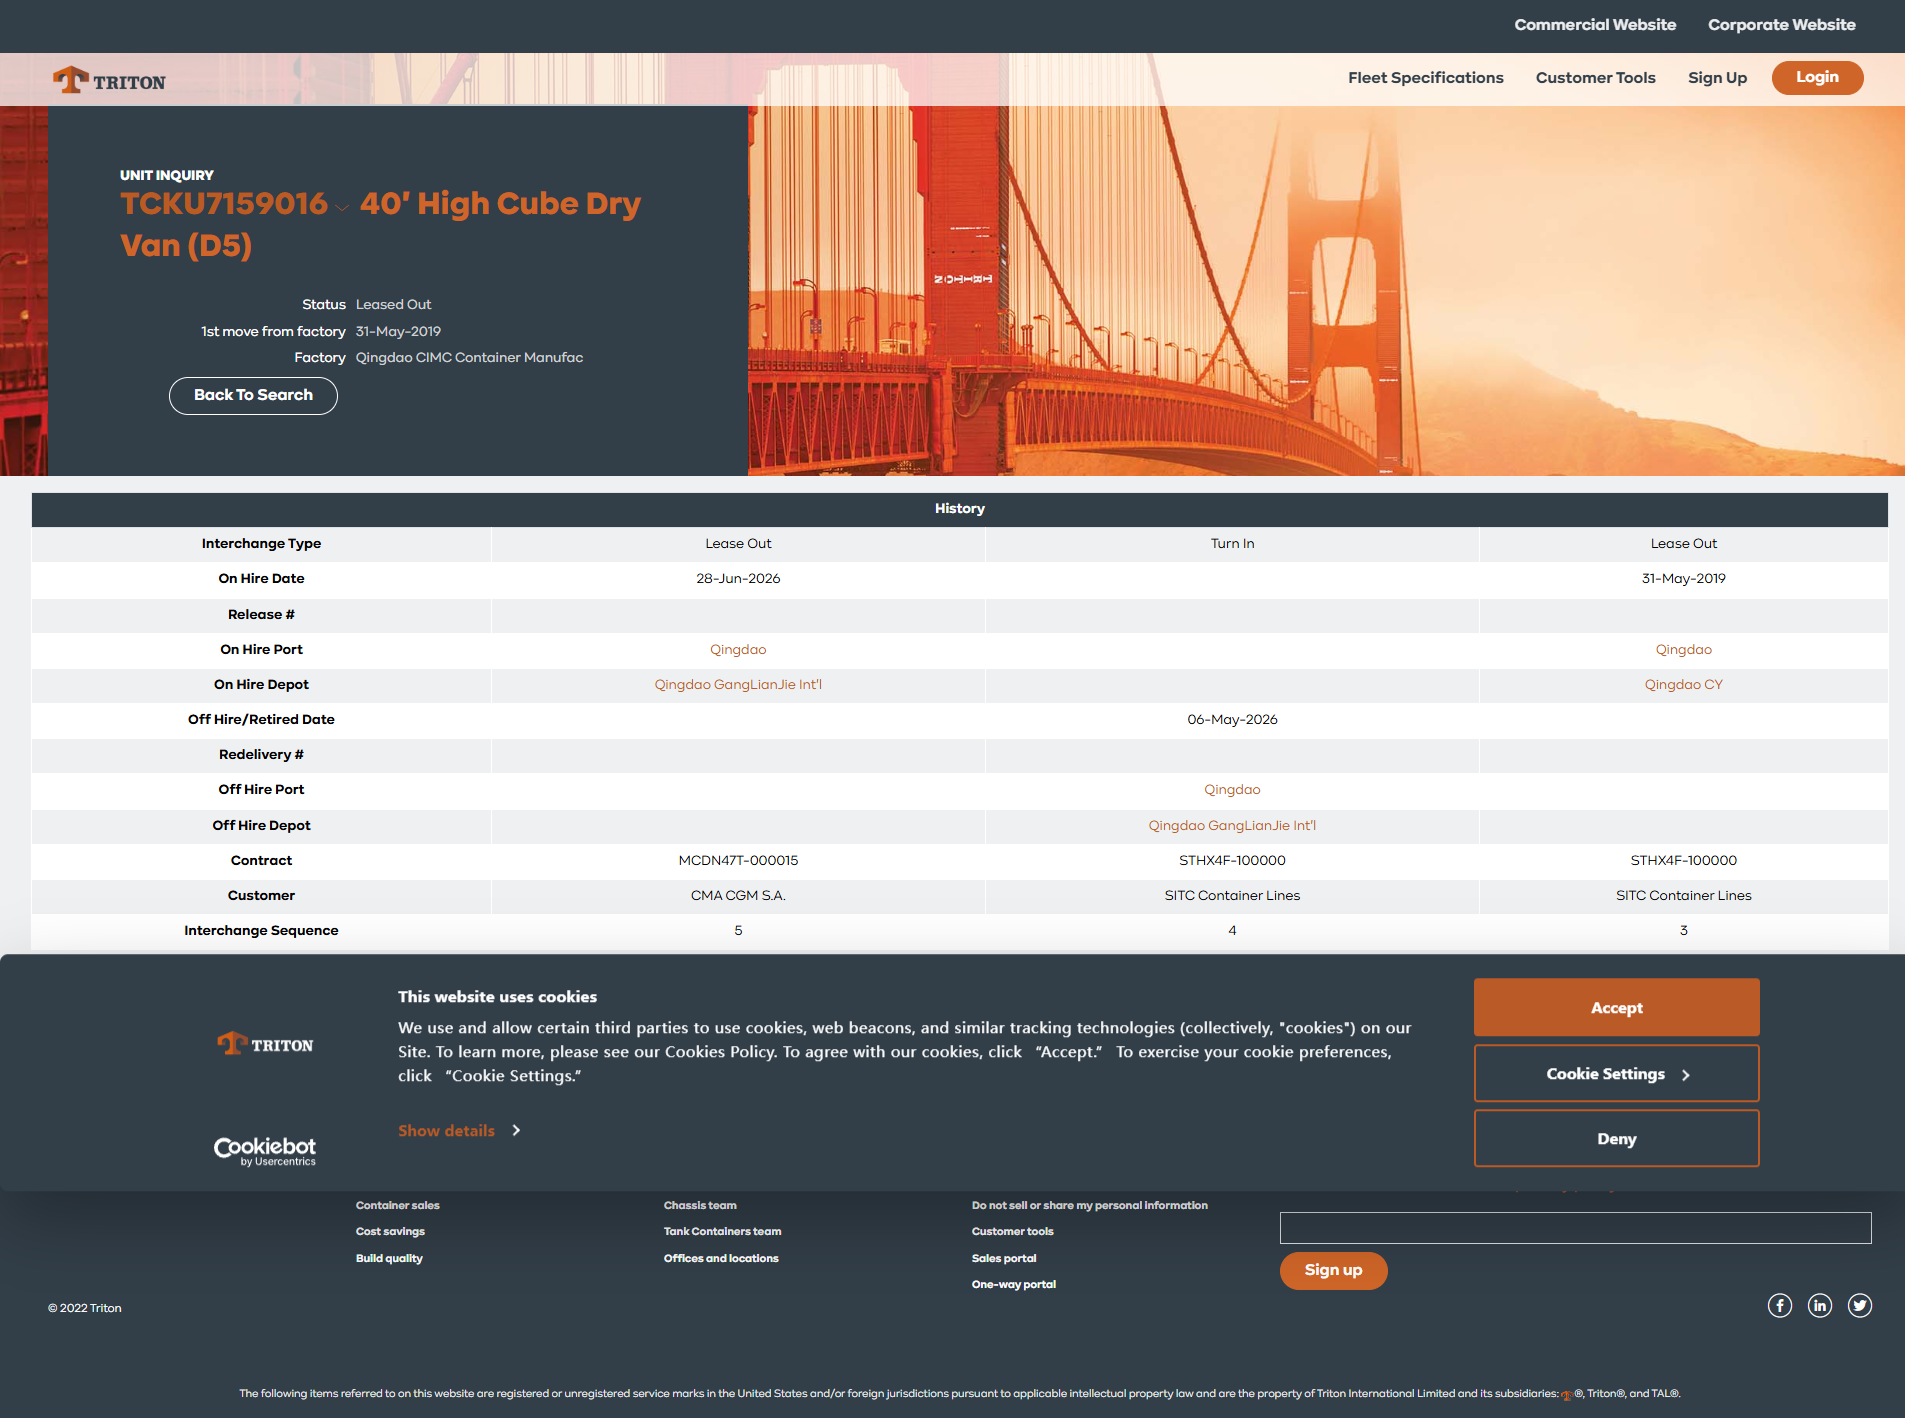 Commercial Website Corporate Website
TRITON Fleet Specifications Customer Tools Sign Up Login
UNIT INQUIRY
TCKU7159016 40' High Cube Dry
Van (D5)
Status Leased Out
1st move from factory 31-May-2019
Factory Qingdao CIMC Container Manufac
Back To Search
History
Interchange Type Lease Out Turn In Lease Out
On Hire Date 28-Jun-2026 31-May-2019
Release #
On Hire Port Qingdao Qingdao
On Hire Depot Qingdao GangLianJie Int'l Qingdao CY
Off Hire/Retired Date 06-May-2026
Redelivery #
Off Hire Port Qingdao
Off Hire Depot Qingdao GangLianJie Int'l
Contract MCDN47T-000015 STHX4F-100000 STHX4F-100000
Customer CMA CGM S.A. SITC Container Lines SITC Container Lines
Interchange Sequence 5 4 3
TRITON
Cookiebot
by Usercentrics
This website uses cookies
We use and allow certain third parties to use cookies, web beacons, and similar tracking technologies (collectively, "cookies") on our
Site. To learn more, please see our Cookies Policy. To agree with our cookies, click “Accept.” To exercise your cookie preferences,
click “Cookie Settings.”
Show details
Accept
Cookie Settings
Deny
Container sales Chassis team Do not sell or share my personal information
Cost savings Tank Containers team Customer tools
Build quality Offices and locations Sales portal
One-way portal
Sign up
© 2022 Triton
The following items referred to on this website are registered or unregistered service marks in the United States and/or foreign jurisdictions pursuant to applicable intellectual property law and are the property of Triton International Limited and its subsidiaries: ®, Triton®, and TAL®.